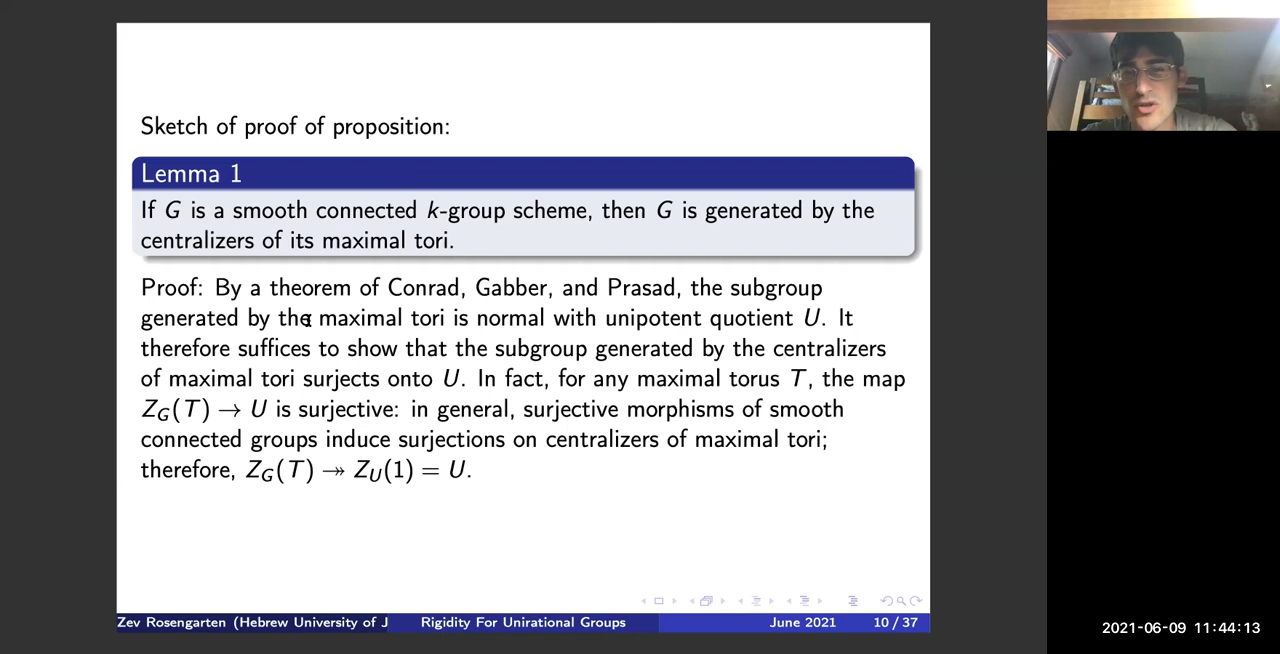 Sketch of proof of proposition:
Lemma 1
If G is a smooth connected k-group scheme, then G is generated by the
centralizers of its maximal tori.
Proof: By a theorem of Conrad, Gabber, and Prasad, the subgroup
generated by the maximal tori is normal with unipotent quotient U. It
therefore suffices to show that the subgroup generated by the centralizers
of maximal tori surjects onto U. In fact, for any maximal torus T, the map
Z_G(T) → U is surjective: in general, surjective morphisms of smooth
connected groups induce surjections on centralizers of maximal tori;
therefore, Z_G(T) ↠ Z_U(1) = U.
Zev Rosengarten (Hebrew University of J
Rigidity For Unirational Groups
June 2021
10 / 37
2021-06-09 11:44:13